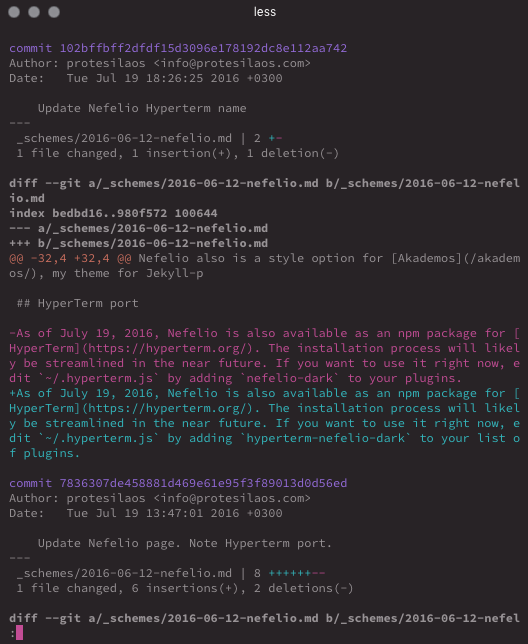 less
commit 102bffbff2dfdf15d3096e178192dc8e112aa742
Author: protesilaos <info@protesilaos.com>
Date:   Tue Jul 19 18:26:25 2016 +0300
    Update Nefelio Hyperterm name
---
 _schemes/2016-06-12-nefelio.md | 2 +-
 1 file changed, 1 insertion(+), 1 deletion(-)
diff --git a/_schemes/2016-06-12-nefelio.md b/_schemes/2016-06-12-nefel
io.md
index bedbd16..980f572 100644
--- a/_schemes/2016-06-12-nefelio.md
+++ b/_schemes/2016-06-12-nefelio.md
@@ -32,4 +32,4 @@ Nefelio also is a style option for [Akademos](/akadem
os/), my theme for Jekyll-p
 ## HyperTerm port
-As of July 19, 2016, Nefelio is also available as an npm package for [
HyperTerm](https://hyperterm.org/). The installation process will likel
y be streamlined in the near future. If you want to use it right now, e
dit `~/.hyperterm.js` by adding `nefelio-dark` to your plugins.
+As of July 19, 2016, Nefelio is also available as an npm package for [
HyperTerm](https://hyperterm.org/). The installation process will likel
y be streamlined in the near future. If you want to use it right now, e
dit `~/.hyperterm.js` by adding `hyperterm-nefelio-dark` to your list o
f plugins.
commit 7836307de458881d469e61e95f3f89013d0d56ed
Author: protesilaos <info@protesilaos.com>
Date:   Tue Jul 19 13:47:01 2016 +0300
    Update Nefelio page. Note Hyperterm port.
---
 _schemes/2016-06-12-nefelio.md | 8 ++++++--
 1 file changed, 6 insertions(+), 2 deletions(-)
diff --git a/_schemes/2016-06-12-nefelio.md b/_schemes/2016-06-12-nefel
: